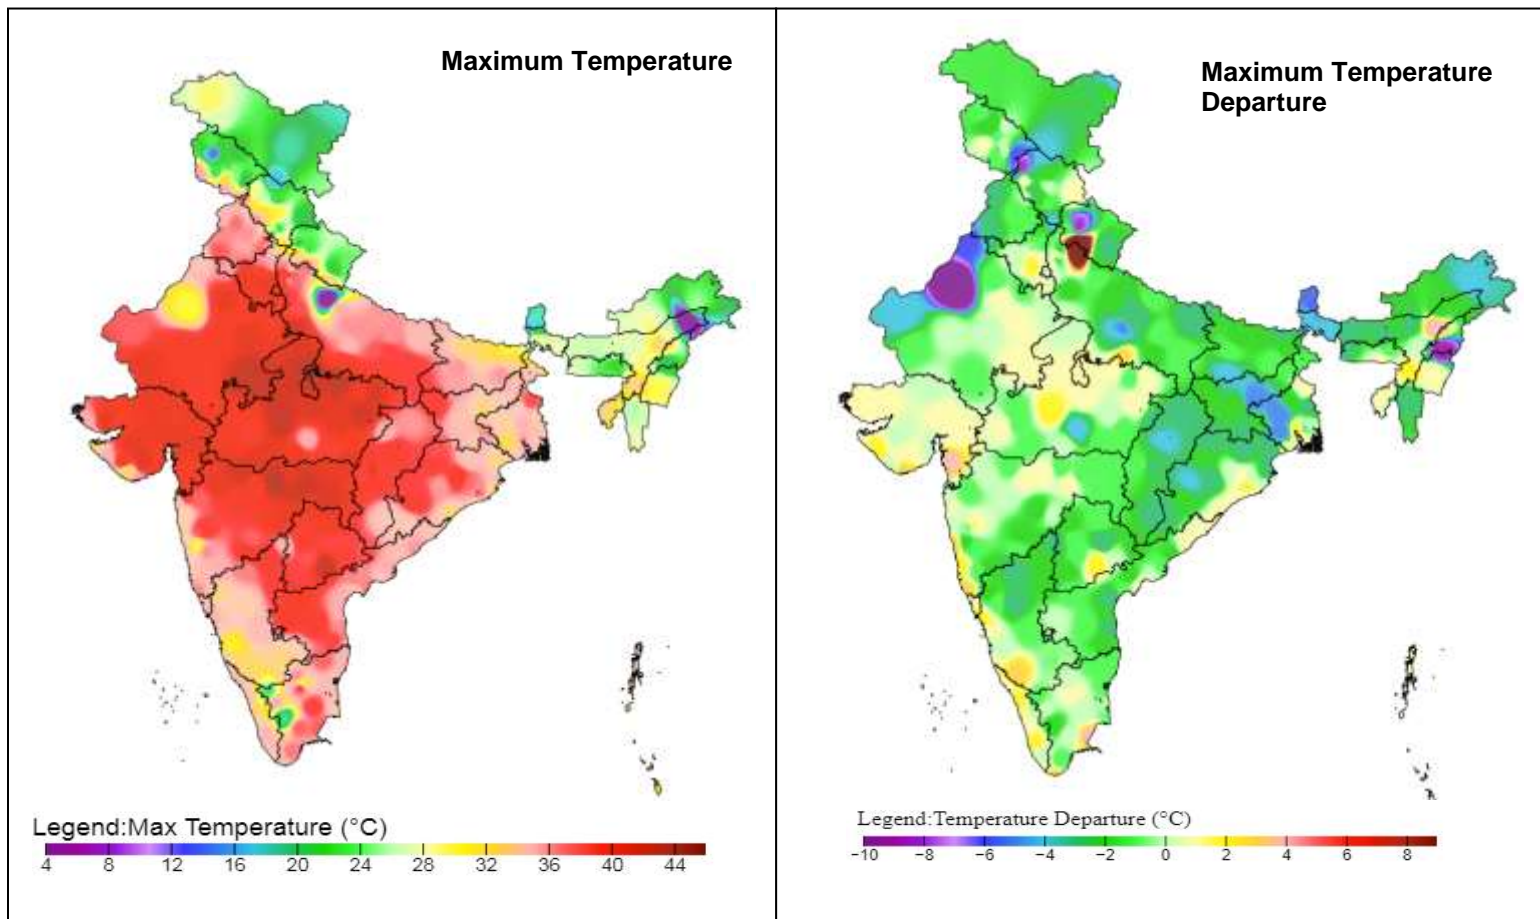 Maximum Temperature
Legend:Max Temperature (°C)
4 8 12 16 20 24 28 32 36 40 44
Maximum Temperature
Departure
Legend:Temperature Departure (°C)
−10 −8 −6 −4 −2 0 2 4 6 8